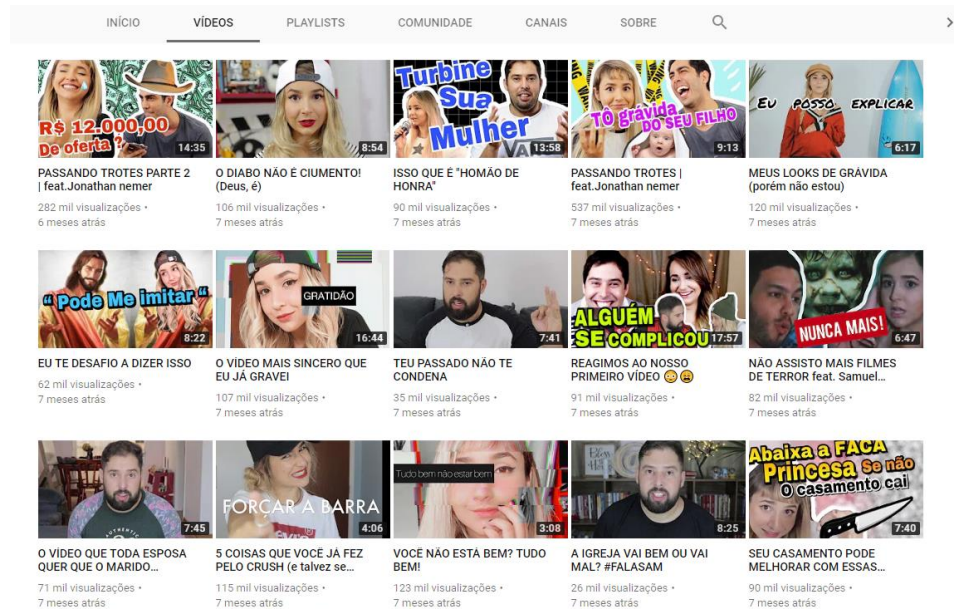 INÍCIO VÍDEOS PLAYLISTS COMUNIDADE CANAIS SOBRE
R$ 12.000,00
De oferta ?
14:35
PASSANDO TROTES PARTE 2
| feat.Jonathan nemer
282 mil visualizações •
6 meses atrás
8:54
O DIABO NÃO É CIUMENTO!
(Deus, é)
106 mil visualizações •
7 meses atrás
Turbine
Sua
Mulher
13:58
ISSO QUE É "HOMÃO DE
HONRA"
90 mil visualizações •
7 meses atrás
Tô grávida
DO SEU FILHO
9:13
PASSANDO TROTES |
feat.Jonathan nemer
537 mil visualizações •
7 meses atrás
EU POSSO EXPLICAR
6:17
MEUS LOOKS DE GRÁVIDA
(porém não estou)
120 mil visualizações •
7 meses atrás
“ Pode Me imitar “
8:22
EU TE DESAFIO A DIZER ISSO
62 mil visualizações •
7 meses atrás
GRATIDÃO
16:44
O VÍDEO MAIS SINCERO QUE
EU JÁ GRAVEI
107 mil visualizações •
7 meses atrás
7:41
TEU PASSADO NÃO TE
CONDENA
35 mil visualizações •
7 meses atrás
ALGUÉM
SE COMPLICOU
17:57
REAGIMOS AO NOSSO
PRIMEIRO VÍDEO 😳😩
91 mil visualizações •
7 meses atrás
NUNCA MAIS!
6:47
NÃO ASSISTO MAIS FILMES
DE TERROR feat. Samuel...
82 mil visualizações •
7 meses atrás
7:45
O VÍDEO QUE TODA ESPOSA
QUER QUE O MARIDO...
71 mil visualizações •
7 meses atrás
FORÇAR A BARRA
4:06
5 COISAS QUE VOCÊ JÁ FEZ
PELO CRUSH (e talvez se...
115 mil visualizações •
7 meses atrás
Tudo bem não estar bem
3:08
VOCÊ NÃO ESTÁ BEM? TUDO
BEM!
123 mil visualizações •
7 meses atrás
8:25
A IGREJA VAI BEM OU VAI
MAL? #FALASAM
26 mil visualizações •
7 meses atrás
Abaixa a FACA
Princesa Se não
O casamento cai
7:40
SEU CASAMENTO PODE
MELHORAR COM ESSAS...
90 mil visualizações •
7 meses atrás